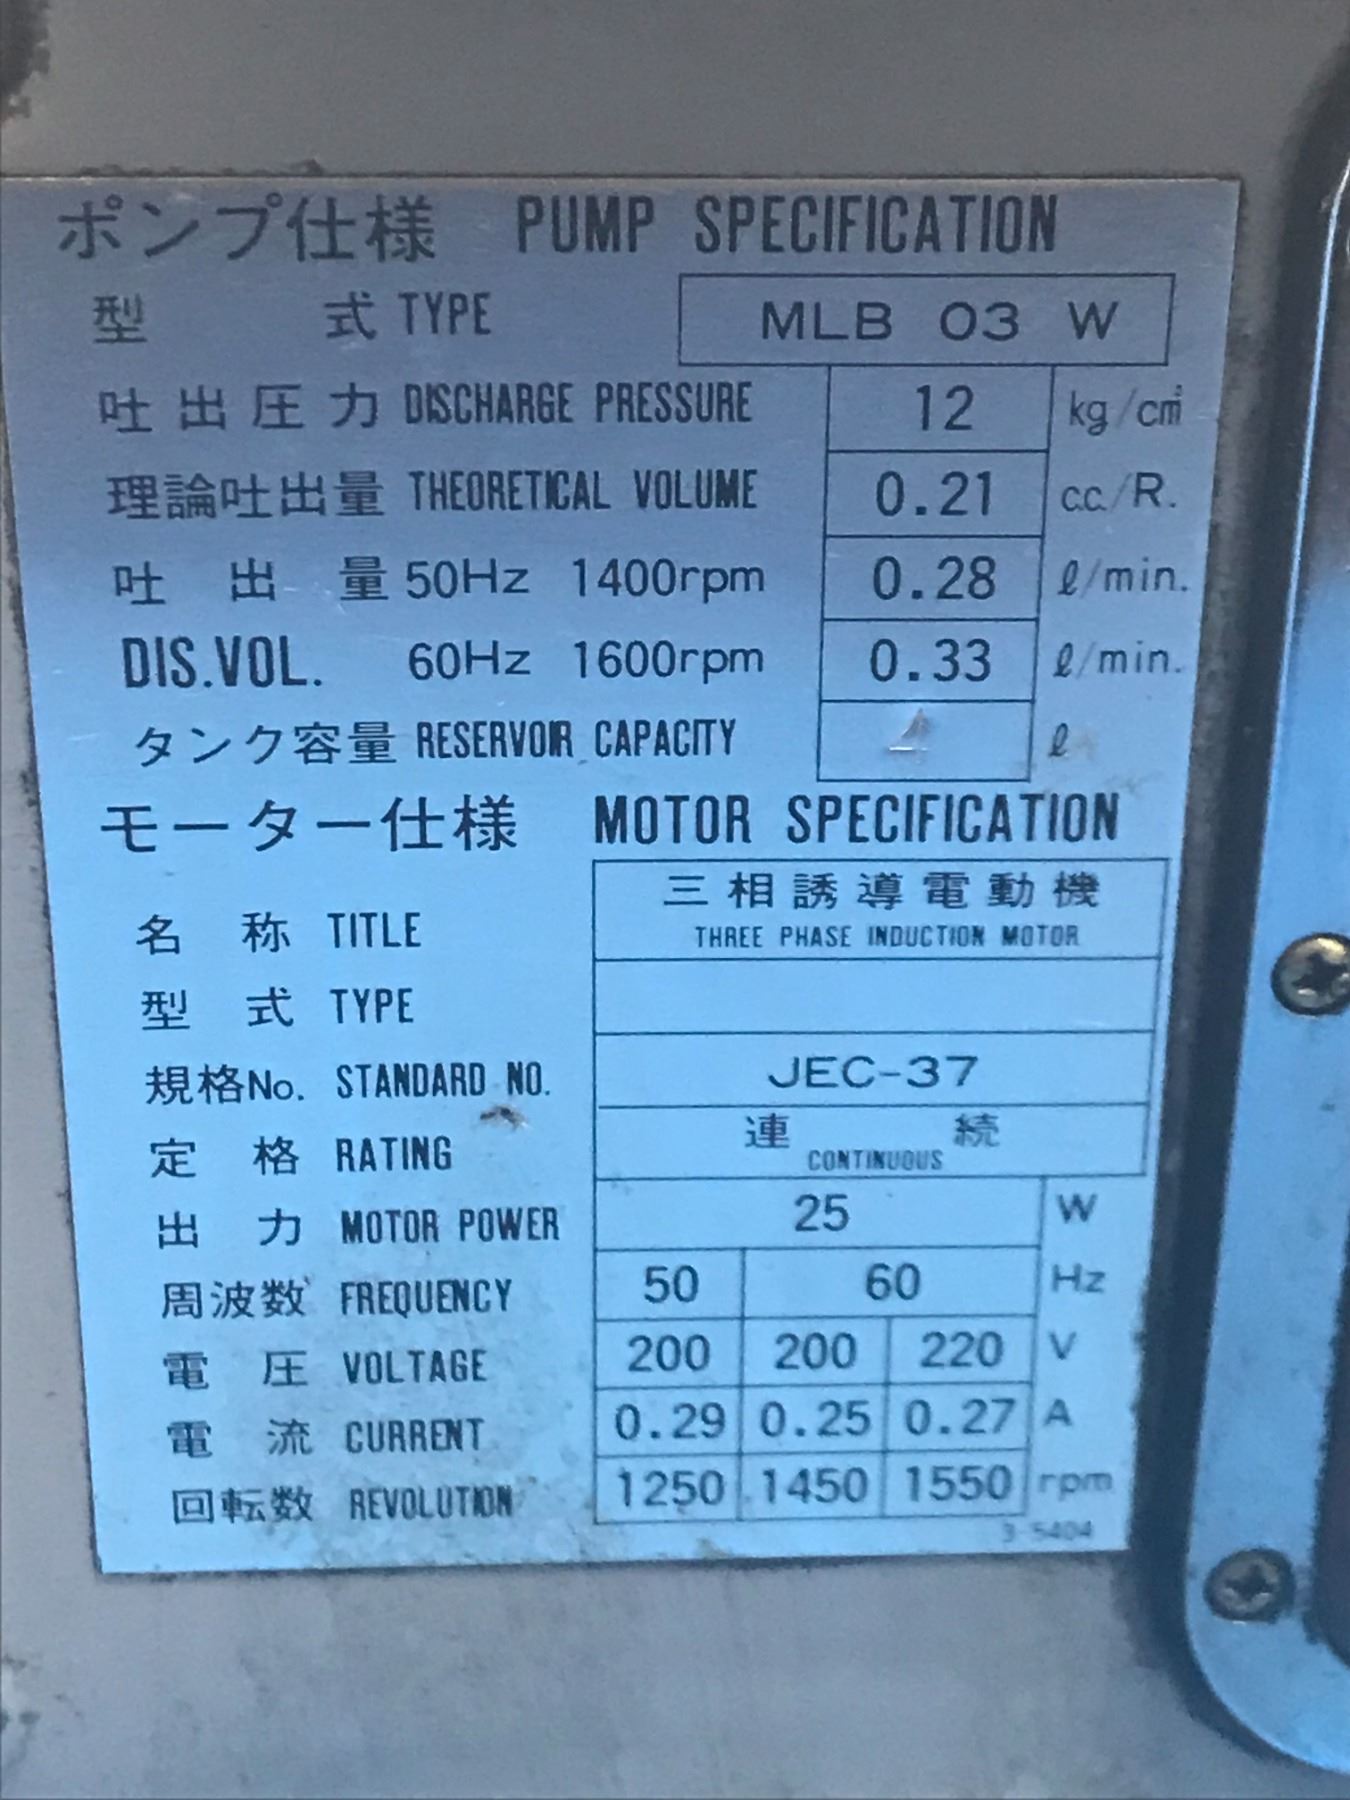 ポンプ仕様 PUMP SPECIFICATION
型式 TYPE MLB 03 W
吐出圧力 DISCHARGE PRESSURE 12 kg/cm²
理論吐出量 THEORETICAL VOLUME 0.21 c.c./R.
吐出量 50Hz 1400rpm 0.28 ℓ/min.
DIS.VOL. 60Hz 1600rpm 0.33 ℓ/min.
タンク容量 RESERVOIR CAPACITY ℓ
モーター仕様 MOTOR SPECIFICATION
名称 TITLE 三相誘導電動機
THREE PHASE INDUCTION MOTOR
型式 TYPE
規格No. STANDARD NO. JEC-37
定格 RATING 連続
CONTINUOUS
出力 MOTOR POWER 25 W
周波数 FREQUENCY 50 60 Hz
電圧 VOLTAGE 200 200 220 V
電流 CURRENT 0.29 0.25 0.27 A
回転数 REVOLUTION 1250 1450 1550 rpm
3-5404